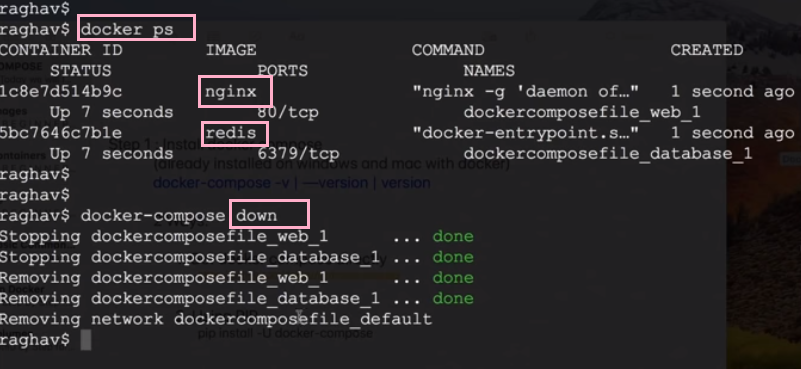 raghav$
raghav$ docker ps
CONTAINER ID IMAGE COMMAND CREATED
STATUS PORTS NAMES
1c8e7d514b9c nginx "nginx -g 'daemon of…" 1 second ago
Up 7 seconds 80/tcp dockercomposefile_web_1
5bc7646c7b1e redis "docker-entrypoint.s…" 1 second ago
Up 7 seconds 6379/tcp dockercomposefile_database_1
(already installed on windows and mac with docker)
raghav$
docker-compose -v | —version | version
raghav$
raghav$ docker-compose down
Stopping dockercomposefile_web_1 ... done
Stopping dockercomposefile_database_1 ... done
Removing dockercomposefile_web_1 ... done
Removing dockercomposefile_database_1 ... done
Removing network dockercomposefile_default
pip install -U docker-compose
raghav$